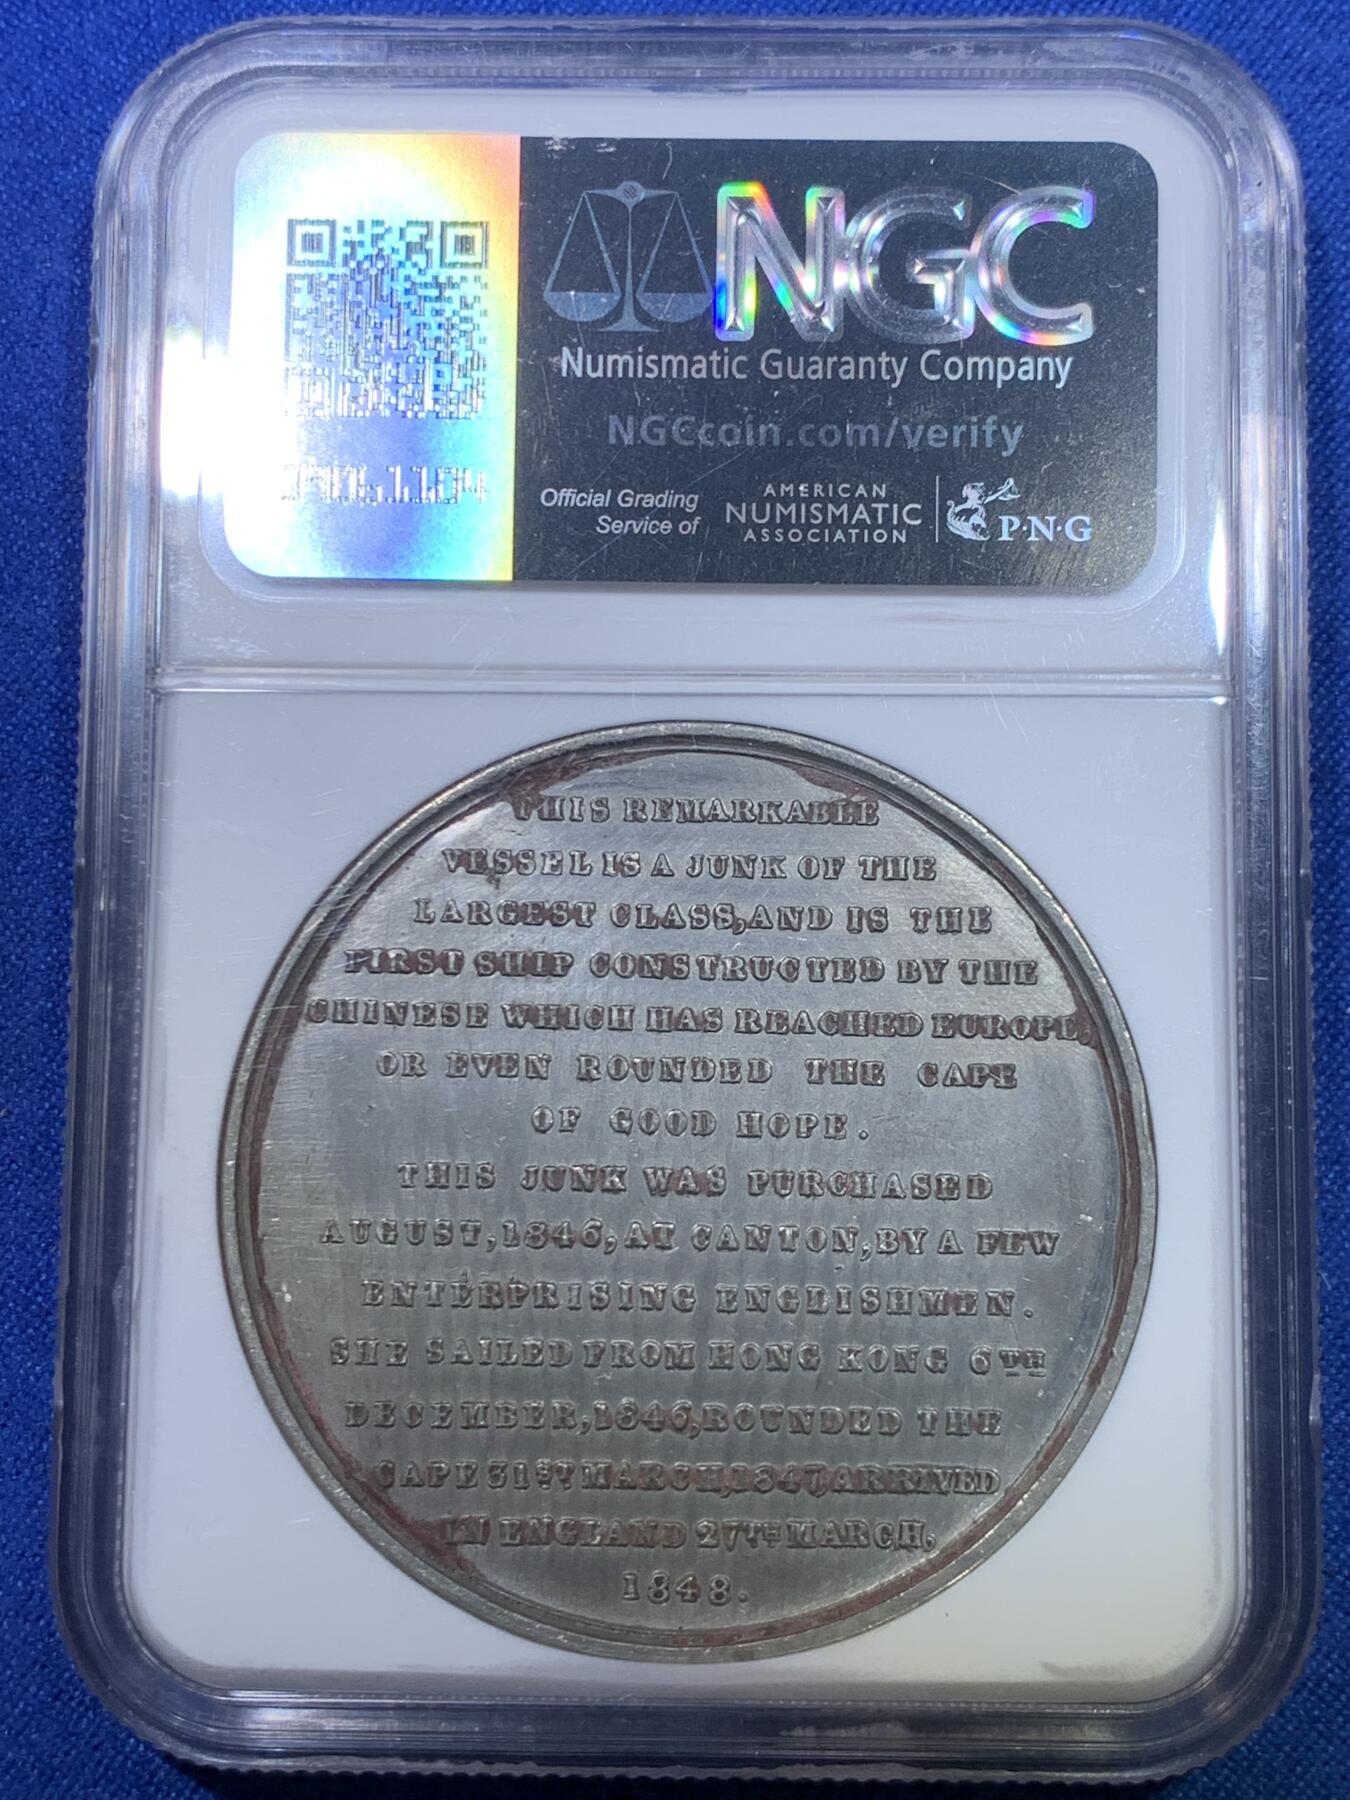 NGC
Numismatic Guaranty Company
NGCcoin.com/verify
Official Grading
Service of
AMERICAN
NUMISMATIC
ASSOCIATION
P·N·G
THIS REMARKABLE
VESSEL IS A JUNK OF THE
LARGEST CLASS, AND IS THE
FIRST SHIP CONSTRUCTED BY THE
CHINESE WHICH HAS REACHED EUROPE,
OR EVEN ROUNDED THE CAPE
OF GOOD HOPE.
THIS JUNK WAS PURCHASED
AUGUST, 1846, AT CANTON, BY A FEW
ENTERPRISING ENGLISHMEN.
SHE SAILED FROM HONG KONG 6TH
DECEMBER, 1846, ROUNDED THE
CAPE 31ST MARCH, 1847, ARRIVED
IN ENGLAND 27TH MARCH,
1848.